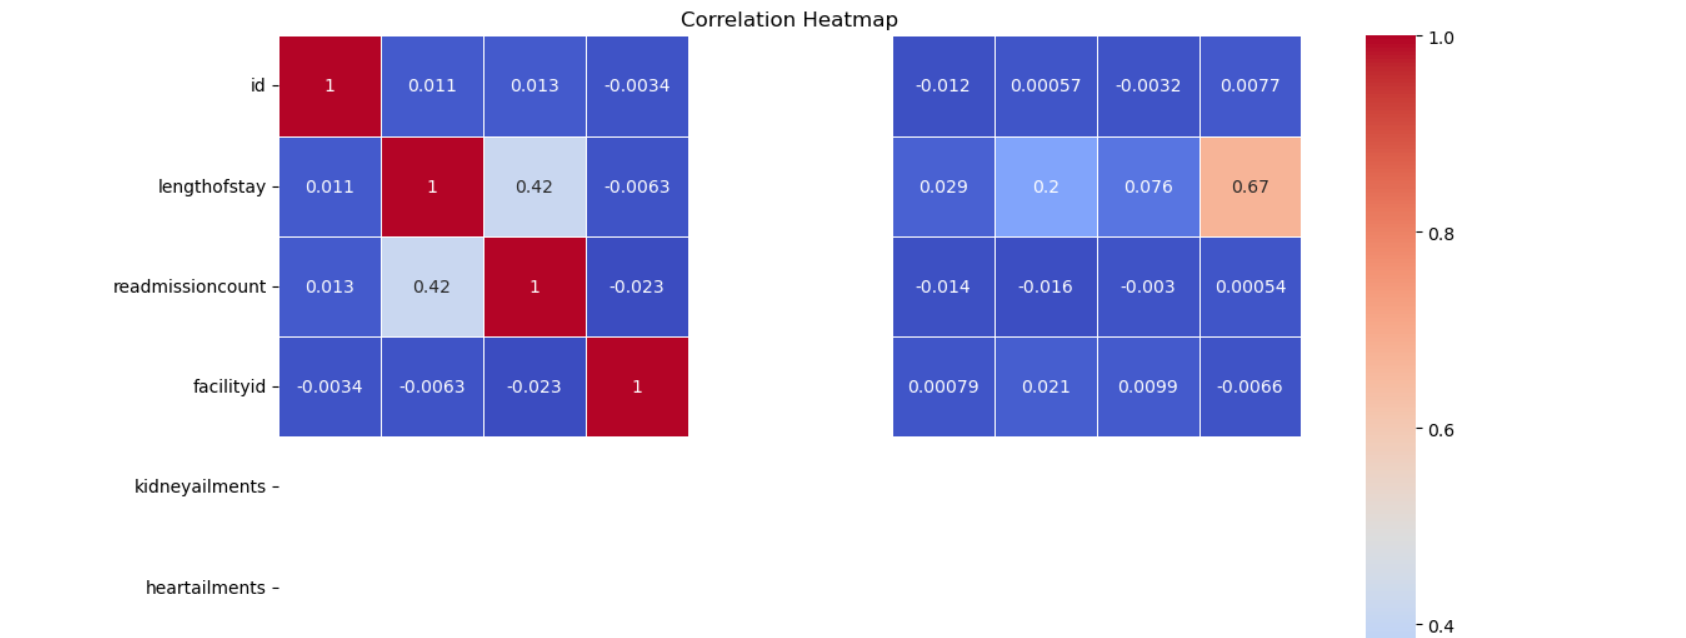 Correlation Heatmap
id 1 0.011 0.013 -0.0034 -0.012 0.00057 -0.0032 0.0077
lengthofstay 0.011 1 0.42 -0.0063 0.029 0.2 0.076 0.67
readmissioncount 0.013 0.42 1 -0.023 -0.014 -0.016 -0.003 0.00054
facilityid -0.0034 -0.0063 -0.023 1 0.00079 0.021 0.0099 -0.0066
kidneyailments
heartailments
1.0
0.8
0.6
0.4